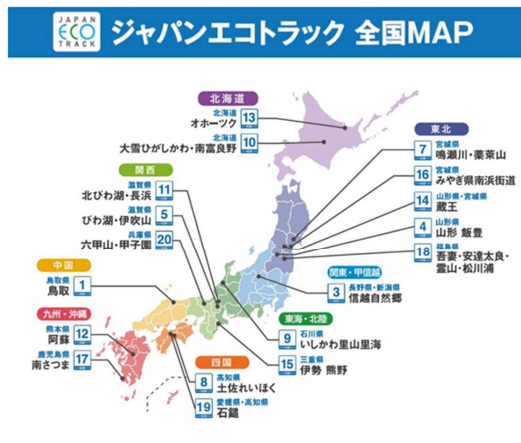 JAPAN
ECO
TRACK
ジャパンエコトラック 全国MAP
北海道
北海道
オホーツク
13
北海道
大雪ひがしかわ・南富良野
10
東北
7
宮城県
鳴瀬川・薬莱山
16
宮城県
みやぎ県南浜街道
14
山形県・宮城県
蔵王
4
山形県
山形 飯豊
18
福島県
吾妻・安達太良・
霊山・松川浦
関西
滋賀県
北びわ湖・長浜
11
滋賀県
びわ湖・伊吹山
5
兵庫県
六甲山・甲子園
20
中国
鳥取県
鳥取
1
関東・甲信越
3
長野県・新潟県
信越自然郷
九州・沖縄
熊本県
阿蘇
12
鹿児島県
南さつま
17
東海・北陸
9
石川県
いしかわ里山里海
15
三重県
伊勢 熊野
四国
8
高知県
土佐れいほく
19
愛媛県・高知県
石鎚